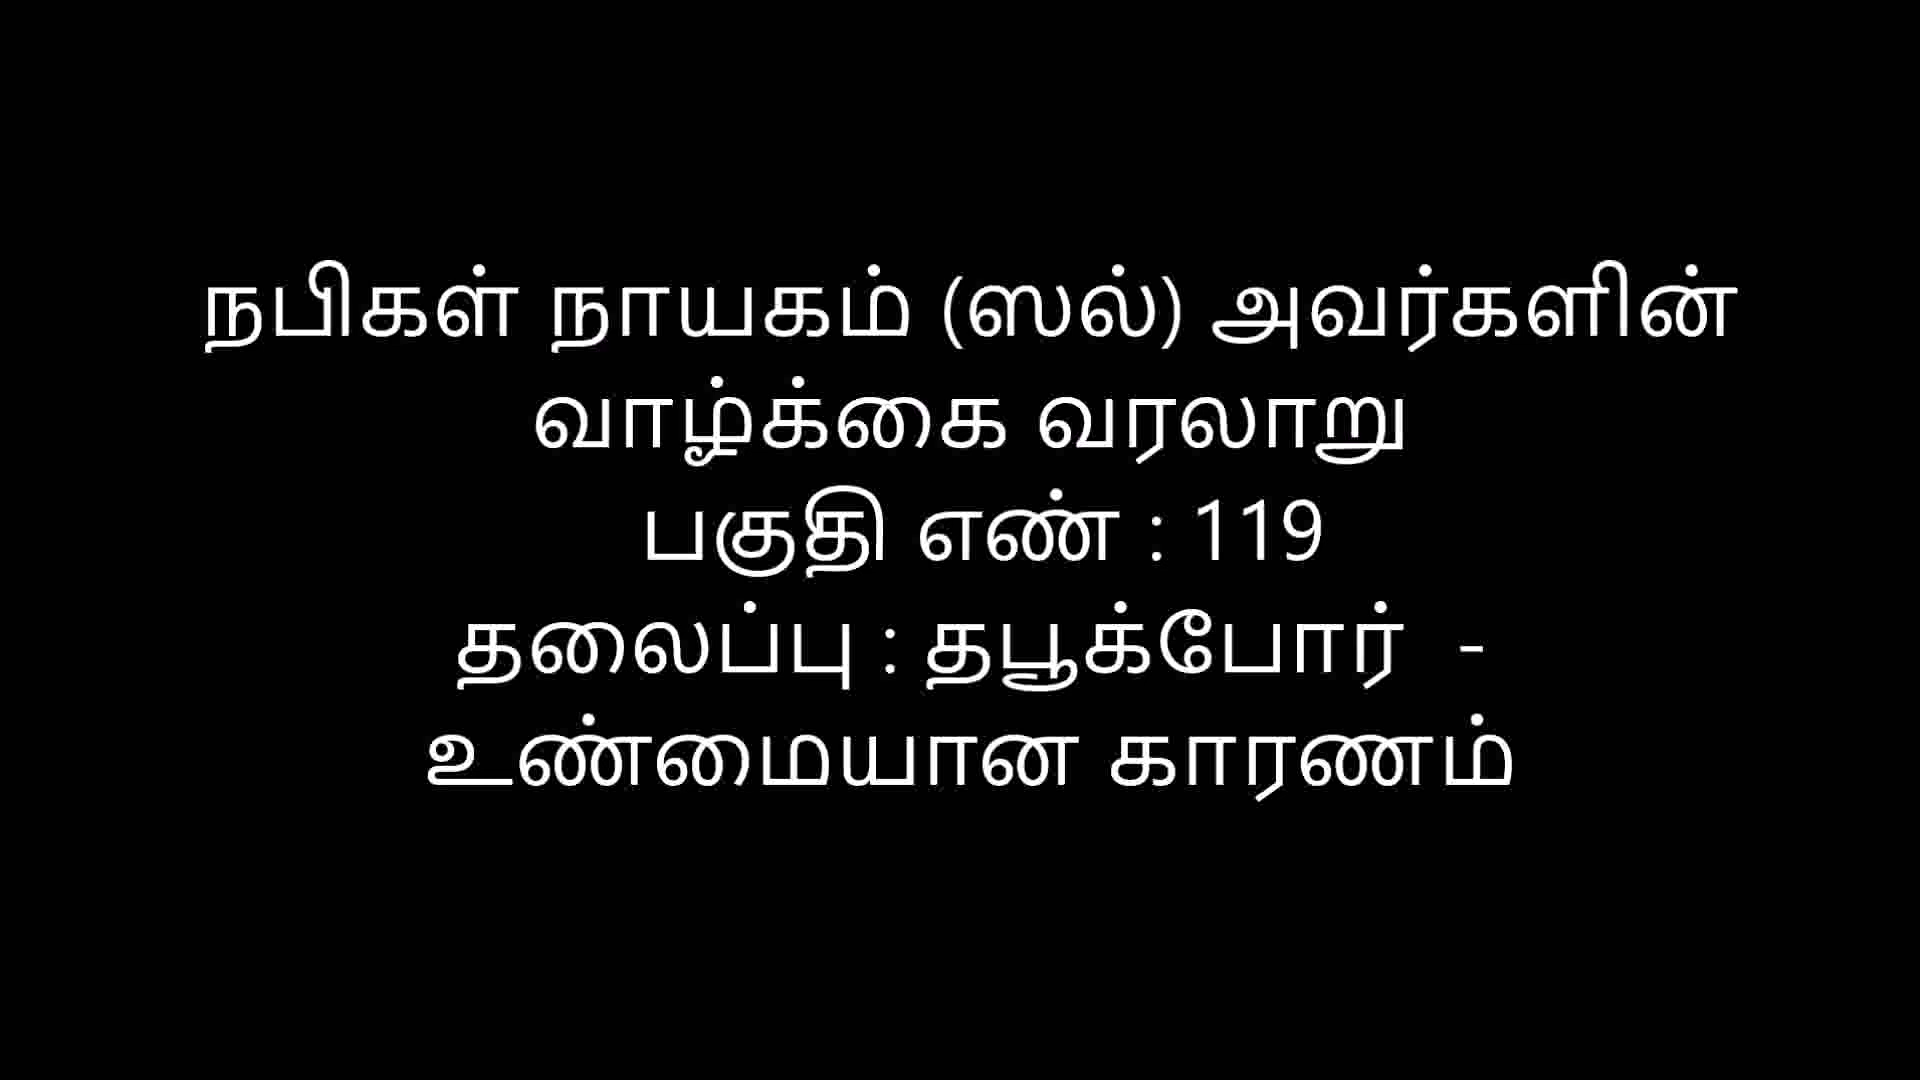 நபிகள் நாயகம் (ஸல்) அவர்களின்
வாழ்க்கை வரலாறு
பகுதி எண் : 119
தலைப்பு : தபூக்போர் -
உண்மையான காரணம்